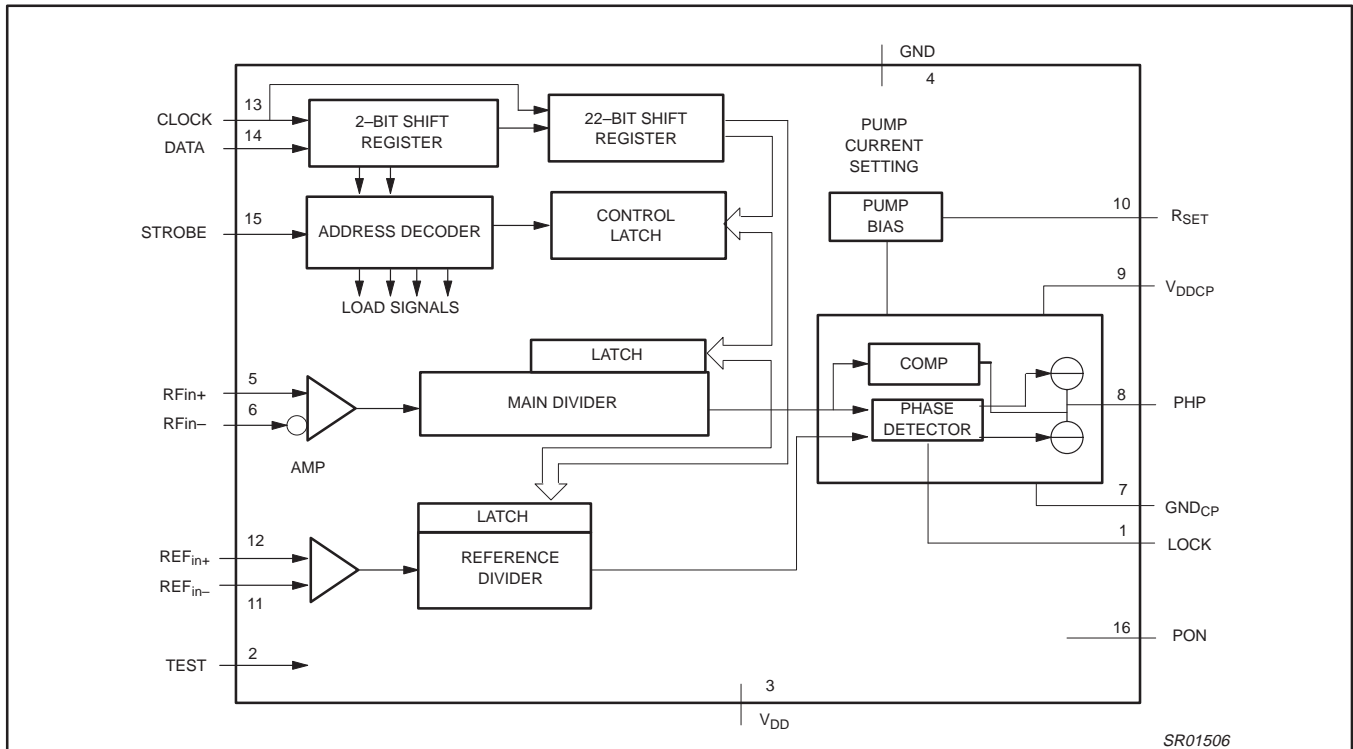 GND
4
CLOCK
13
DATA
14
2–BIT SHIFT
REGISTER
22–BIT SHIFT
REGISTER
PUMP
CURRENT
SETTING
STROBE
15
ADDRESS DECODER
CONTROL
LATCH
PUMP
BIAS
10
RSET
LOAD SIGNALS
9
VDDCP
LATCH
MAIN DIVIDER
RFin+
5
RFin–
6
AMP
COMP
PHASE
DETECTOR
8
PHP
7
GNDCP
1
LOCK
LATCH
REFERENCE
DIVIDER
REFin+
12
REFin–
11
16
PON
TEST
2
3
VDD
SR01506